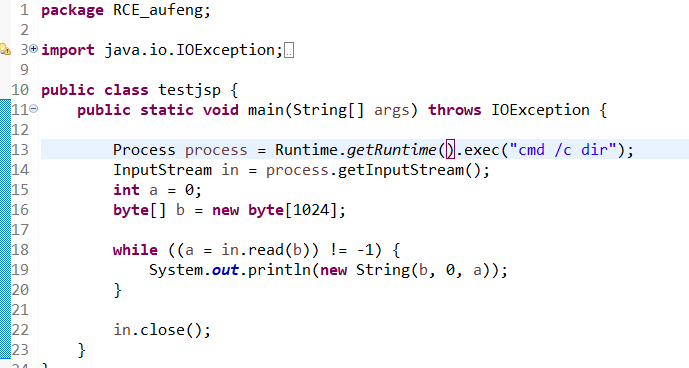 1 package RCE_aufeng;
2
3 import java.io.IOException;
9
10 public class testjsp {
11 public static void main(String[] args) throws IOException {
12
13 Process process = Runtime.getRuntime().exec("cmd /c dir");
14 InputStream in = process.getInputStream();
15 int a = 0;
16 byte[] b = new byte[1024];
17
18 while ((a = in.read(b)) != -1) {
19 System.out.println(new String(b, 0, a));
20 }
21
22 in.close();
23 }
24 }